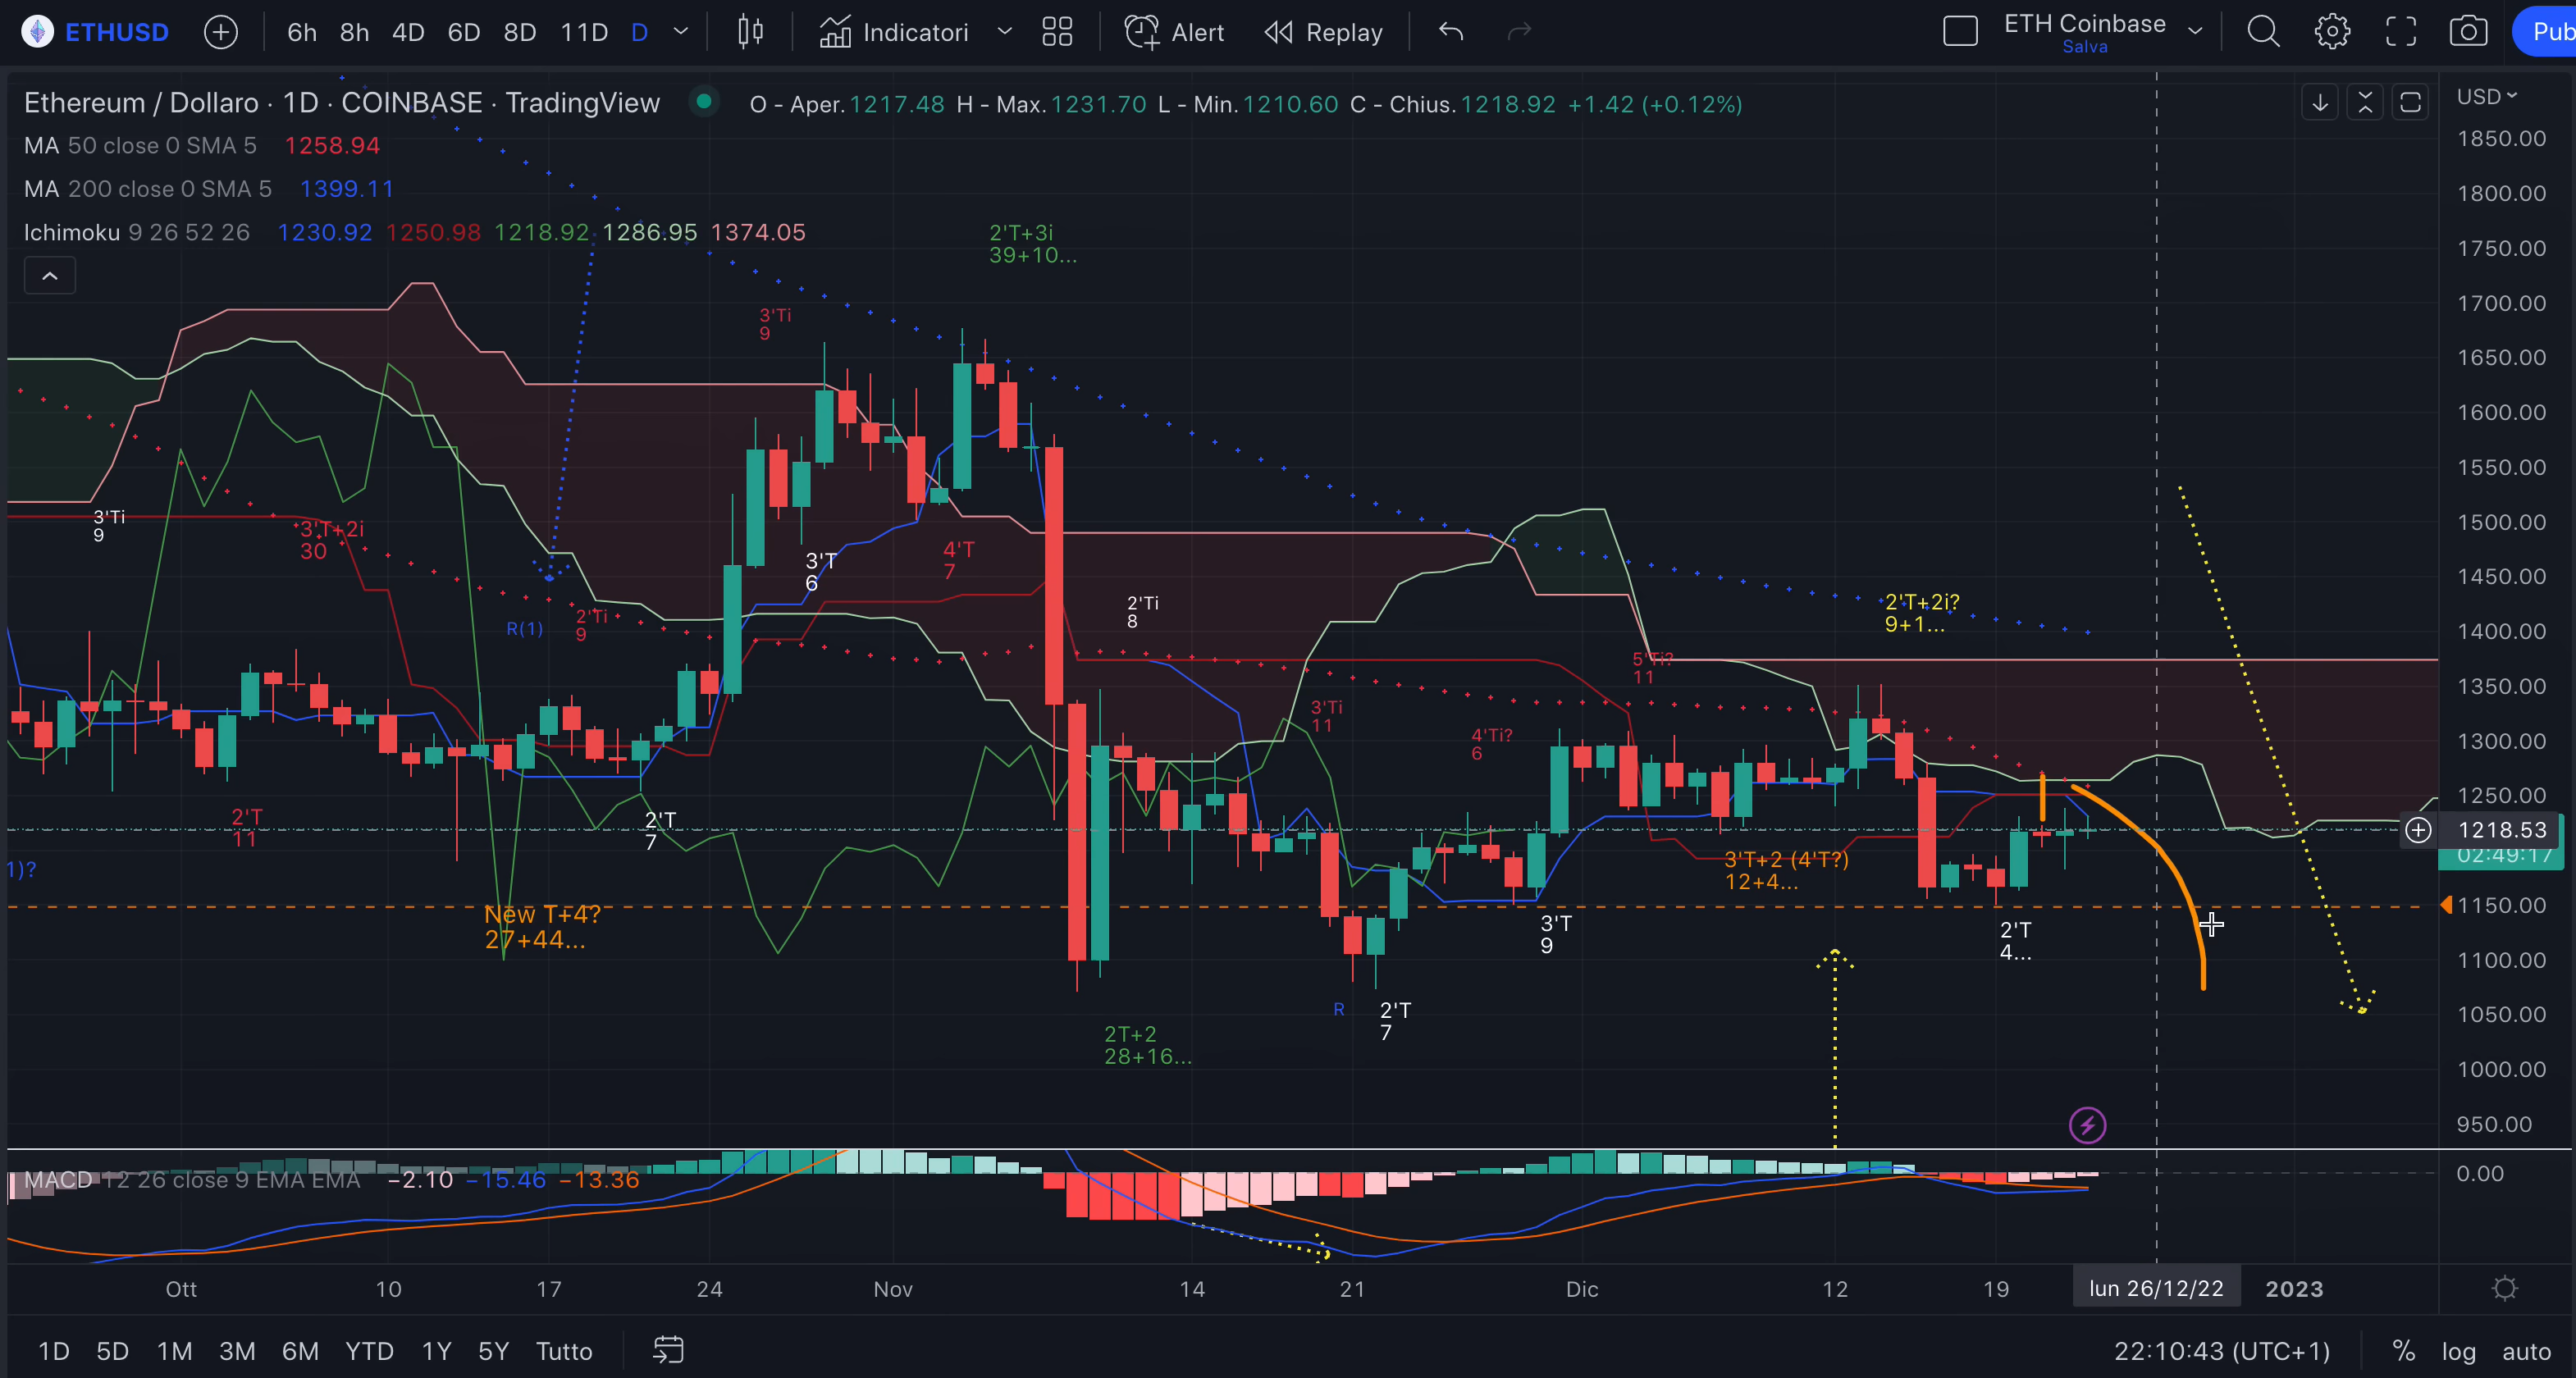 ETHUSD 6h 8h 4D 6D 8D 11D D Indicatori Alert Replay ETH Coinbase Pub
Salva
Ethereum / Dollaro · 1D · COINBASE · TradingView O - Aper. 1217.48 H - Max. 1231.70 L - Min. 1210.60 C - Chius. 1218.92 +1.42 (+0.12%)
USD
MA 50 close 0 SMA 5 1258.94
MA 200 close 0 SMA 5 1399.11
Ichimoku 9 26 52 26 1230.92 1250.98 1218.92 1286.95 1374.05
2'T+3i
39+10...
3'Ti
9
3'Ti
9
3'T+2i
30
2'T
11
1)?
R(1)
2'Ti
9
2'T
7
New T+4?
27+44...
3'T
6
4'T
7
2'Ti
8
2T+2
28+16...
3'Ti
11
R
2'T
7
4'Ti?
6
3'T
9
5'Ti?
11
3'T+2 (4'T?)
12+4...
2'T+2i?
9+1...
2'T
4...
1850.00
1800.00
1750.00
1700.00
1650.00
1600.00
1550.00
1500.00
1450.00
1400.00
1350.00
1300.00
1250.00
1218.53
02:49:17
1150.00
1100.00
1050.00
1000.00
950.00
MACD 12 26 close 9 EMA EMA −2.10 −15.46 −13.36
0.00
Ott 10 17 24 Nov 14 21 Dic 12 19 lun 26/12/22 2023
1D 5D 1M 3M 6M YTD 1Y 5Y Tutto 22:10:43 (UTC+1) % log auto